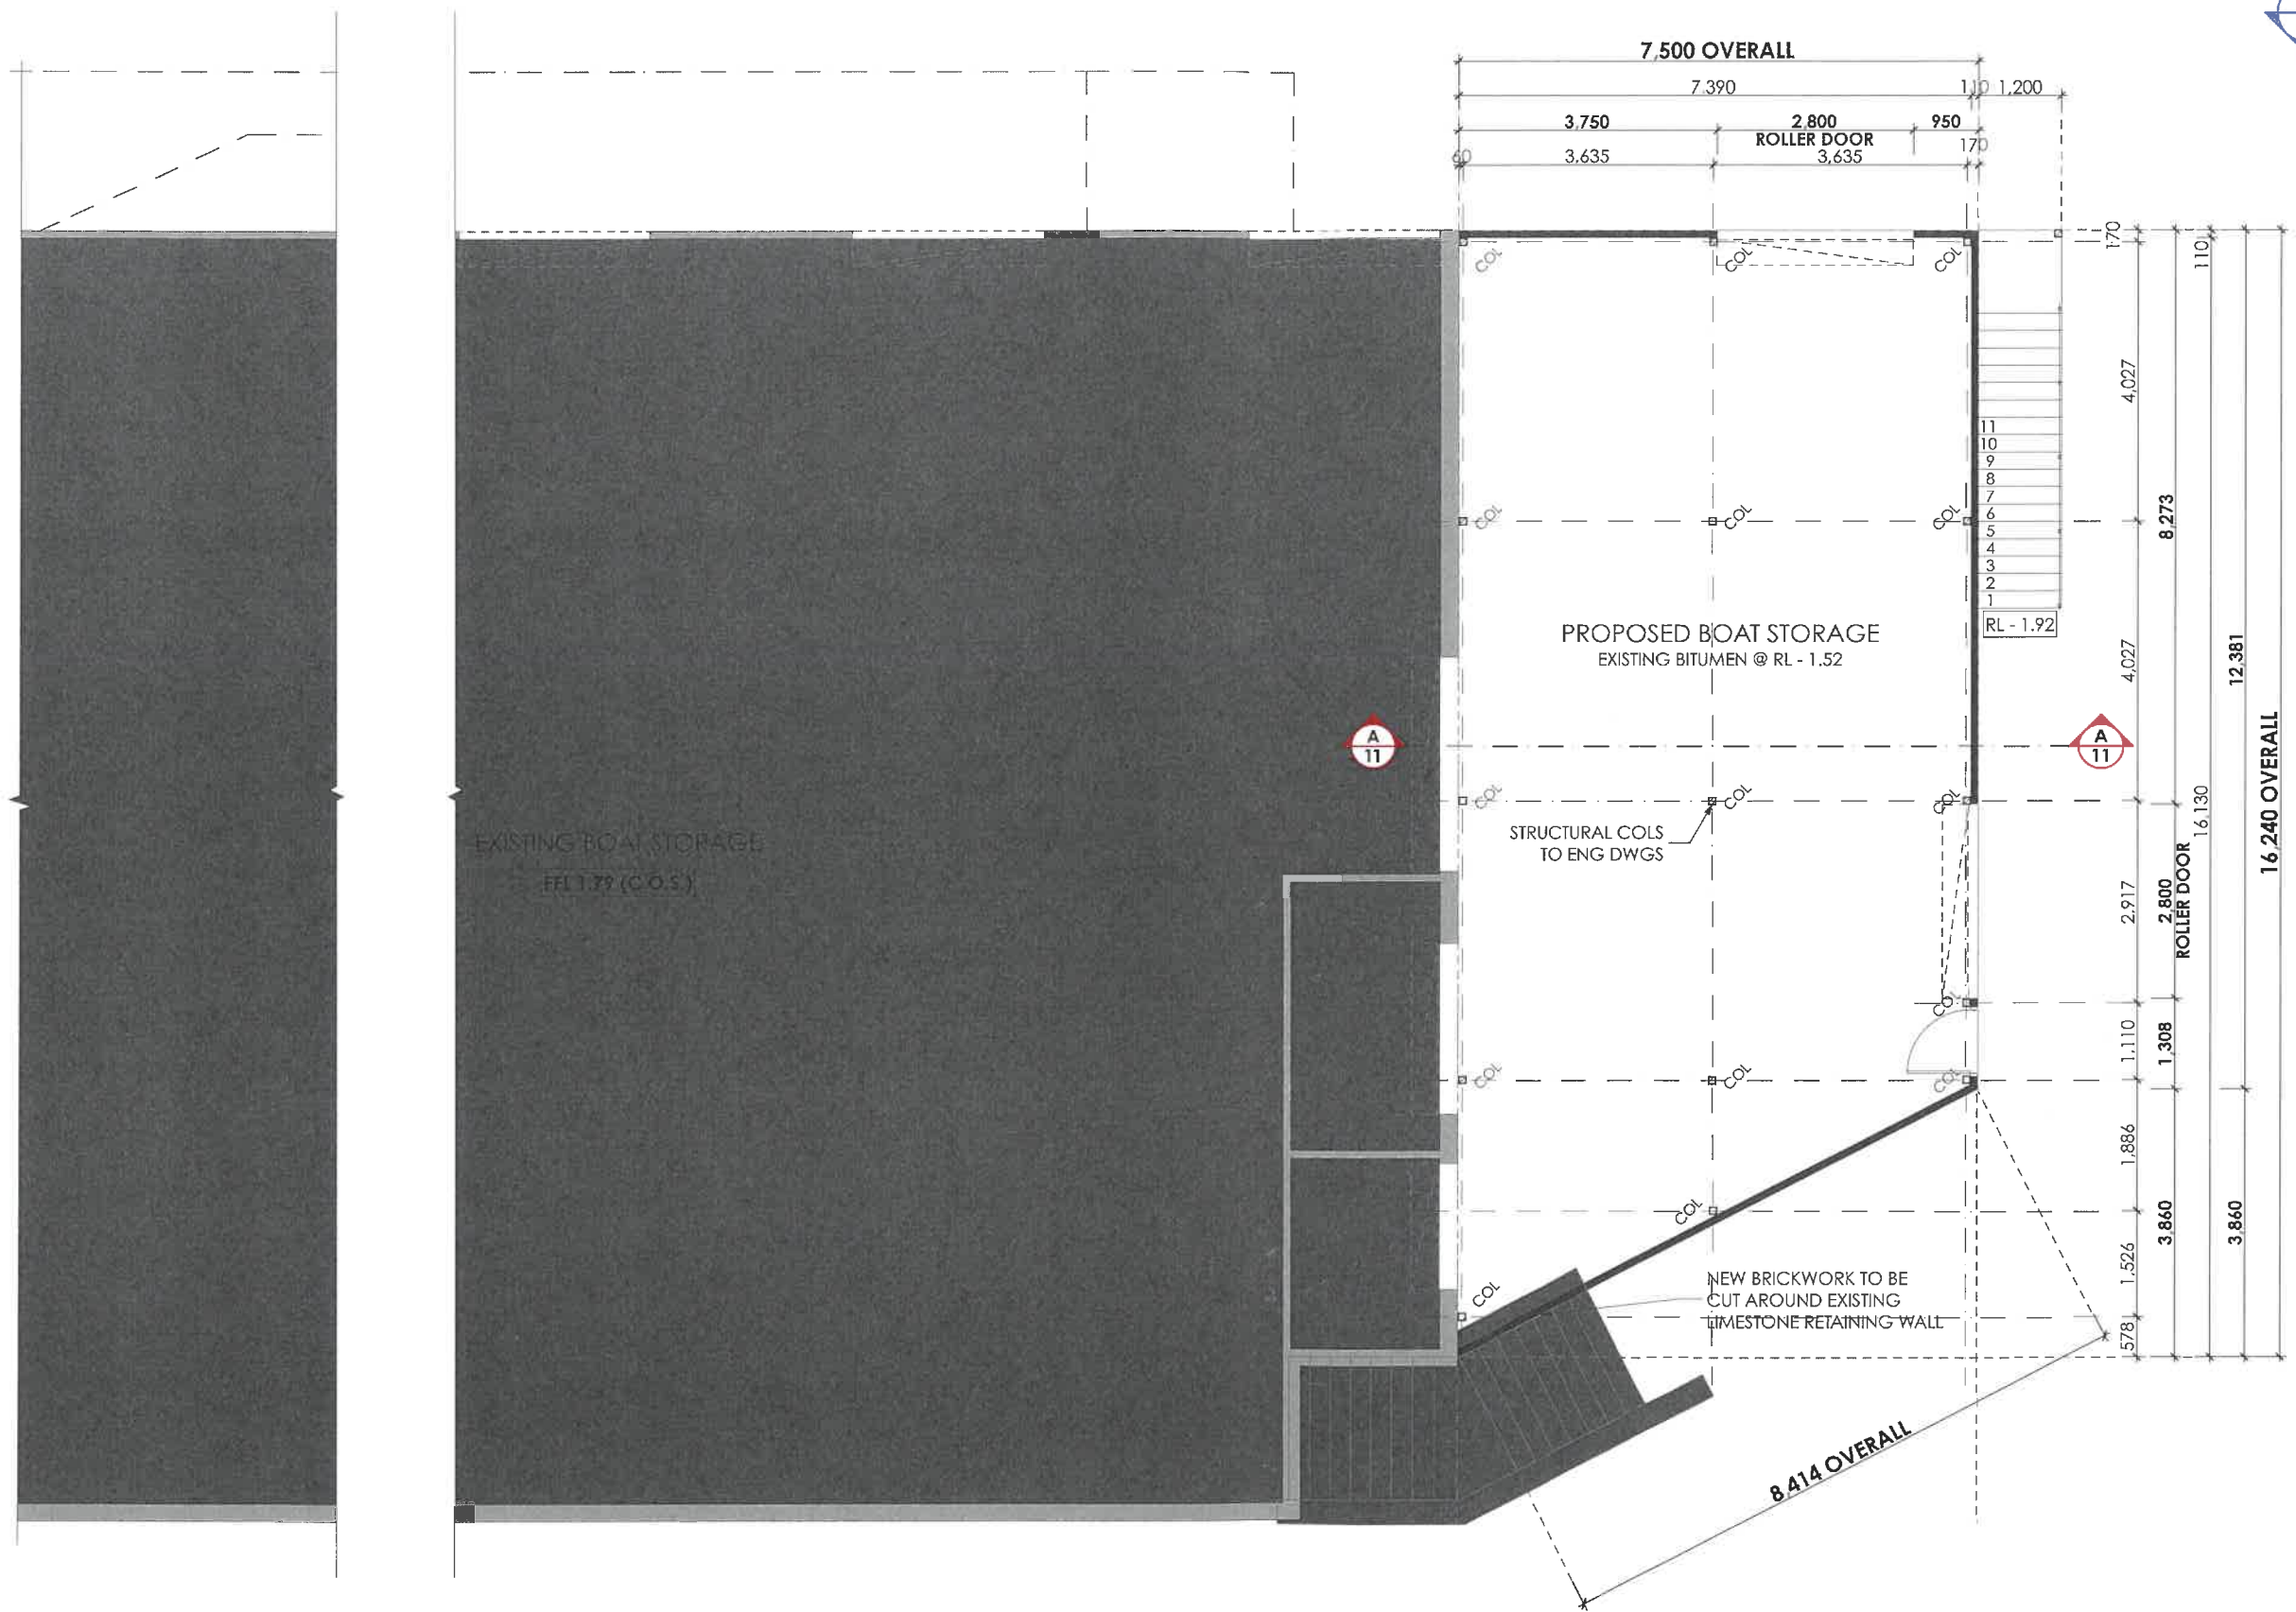 7,500 OVERALL
7,390
110
1,200
3,750
2,800
950
ROLLER DOOR
60
3,635
3,635
170
COL
COL
COL
170
110
4,027
11
10
9
8
7
6
5
4
3
2
1
RL - 1.92
COL
COL
COL
8,273
PROPOSED BOAT STORAGE
EXISTING BITUMEN @ RL - 1.52
4,027
12,381
A
11
A
11
16,240 OVERALL
COL
COL
COL
16,130
STRUCTURAL COLS
TO ENG DWGS
EXISTING BOAT STORAGE
FFL 1.79 (C.O.S.)
2,917
2,800
ROLLER DOOR
COL
1,110
1,308
COL
COL
COL
1,886
COL
3,860
3,860
1,526
COL
NEW BRICKWORK TO BE
CUT AROUND EXISTING
LIMESTONE RETAINING WALL
578
8,414 OVERALL